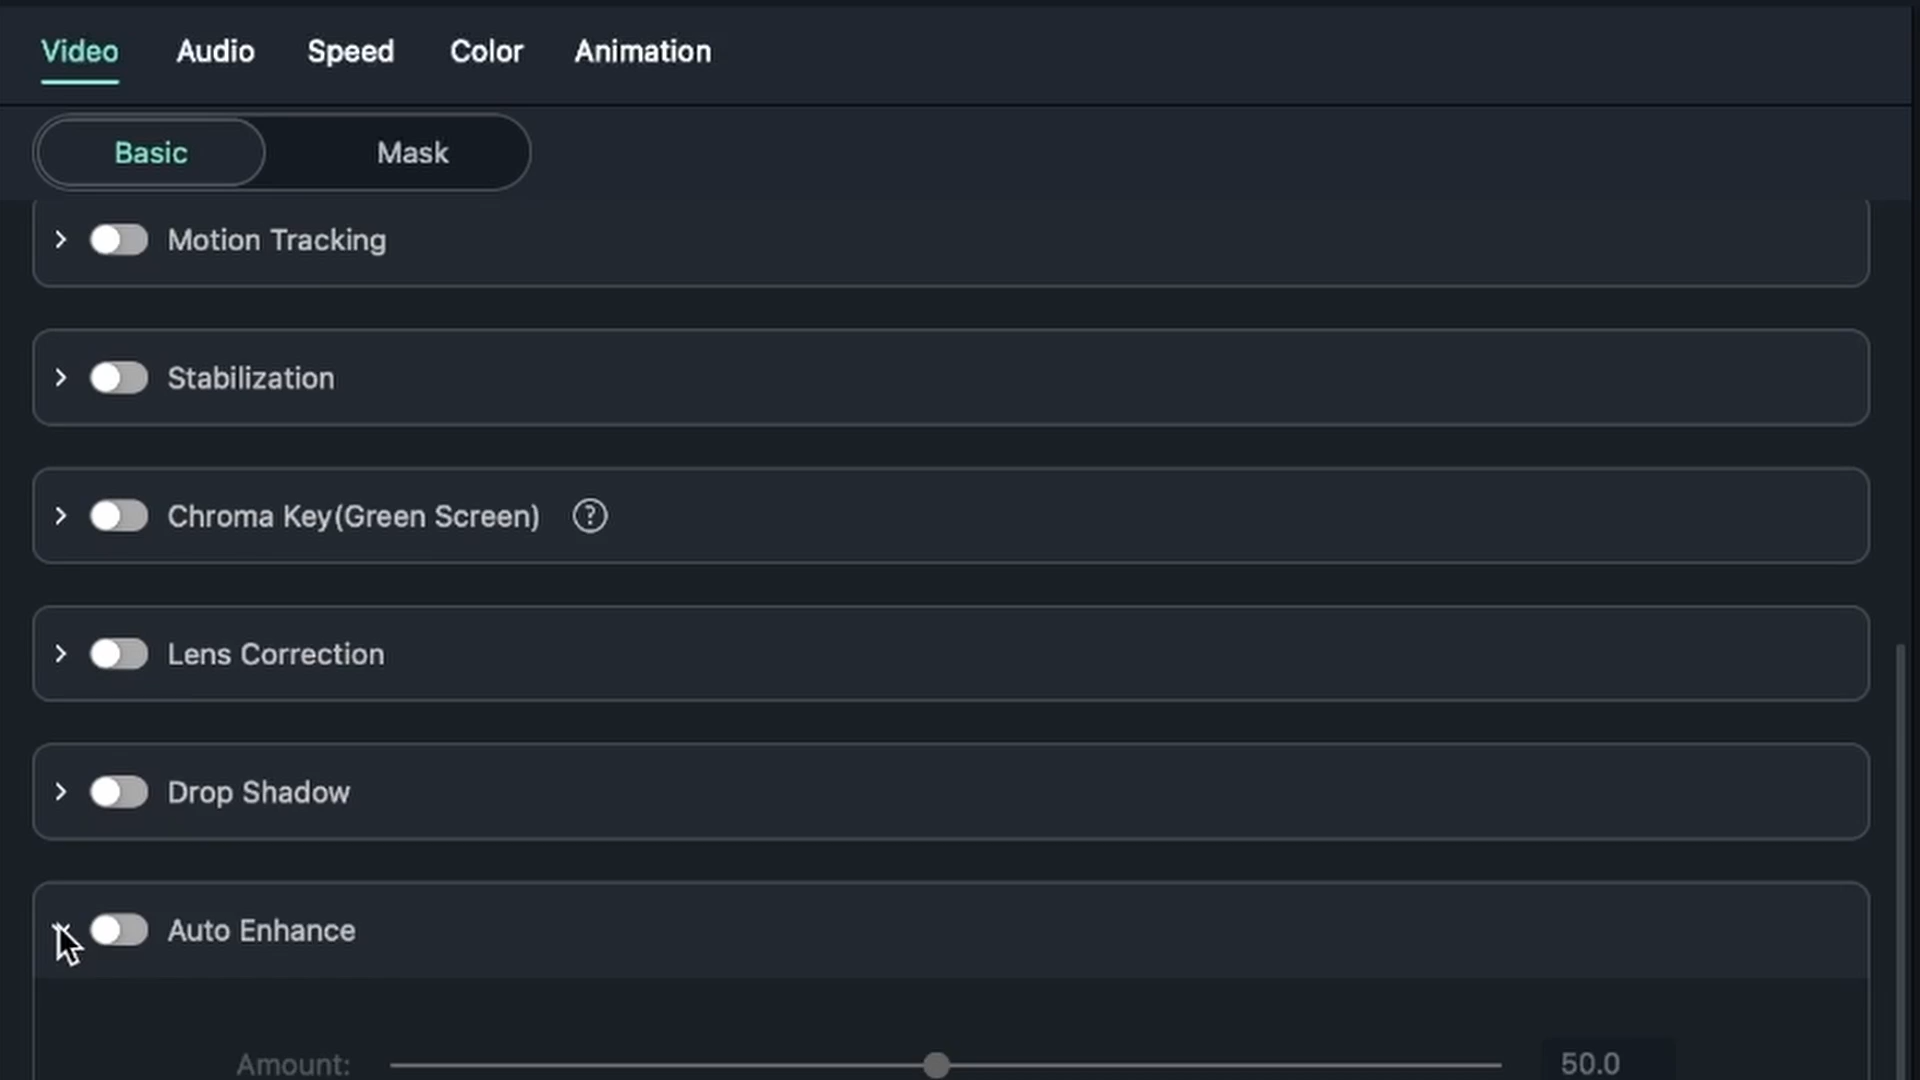 Video Audio Speed Color Animation
Basic Mask
Motion Tracking
Stabilization
Chroma Key(Green Screen) ?
Lens Correction
Drop Shadow
Auto Enhance
Amount: 50.0